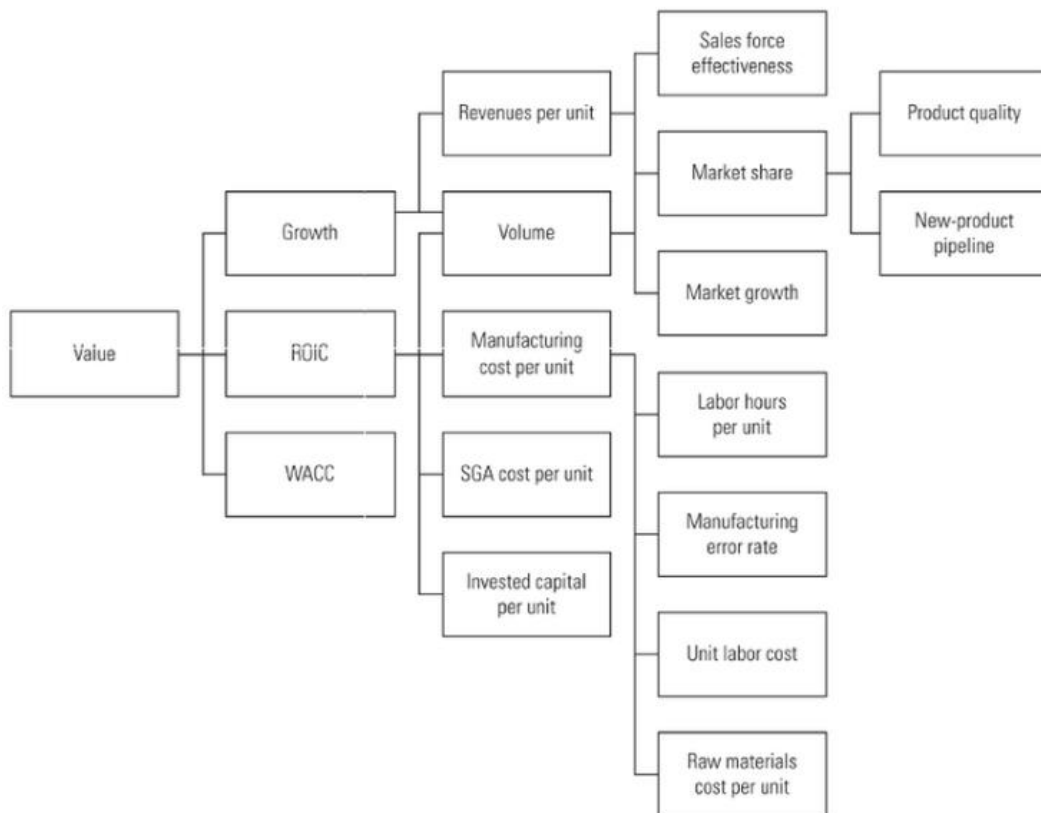 Sales force
effectiveness
Revenues per unit
Product quality
Market share
Growth
Volume
New-product
pipeline
Market growth
Value
ROIC
Manufacturing
cost per unit
Labor hours
per unit
WACC
SGA cost per unit
Manufacturing
error rate
Invested capital
per unit
Unit labor cost
Raw materials
cost per unit